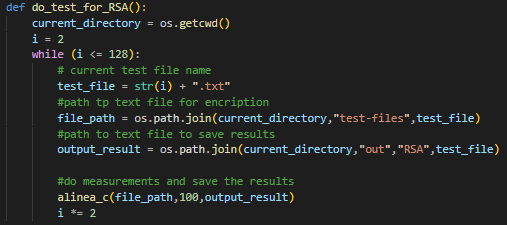 def do_test_for_RSA():
    current_directory = os.getcwd()
    i = 2
    while (i <= 128):
        # current test file name
        test_file = str(i) + ".txt"
        #path tp text file for encription
        file_path = os.path.join(current_directory,"test-files",test_file)
        #path to text file to save results
        output_result = os.path.join(current_directory,"out","RSA",test_file)

        #do measurements and save the results
        alinea_c(file_path,100,output_result)
        i *= 2